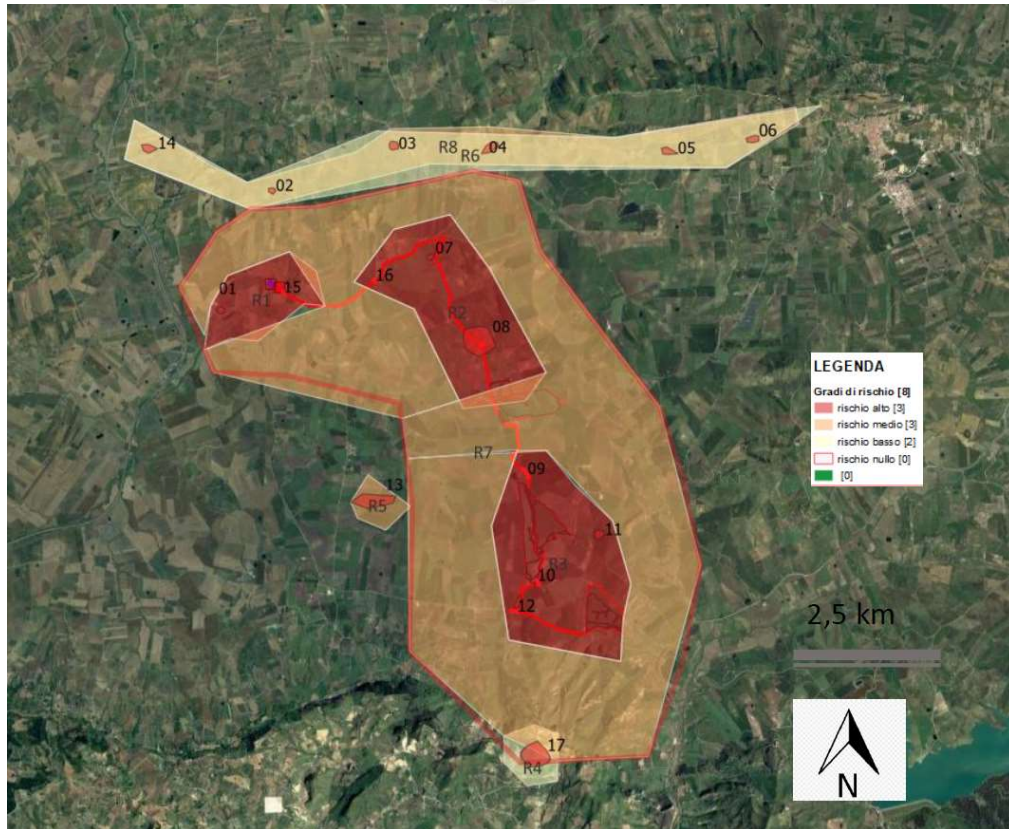 14
03
R8
04
R6
05
06
02
01
15
R1
16
07
R2
08
LEGENDA
Gradi di rischio [8]
rischio alto [3]
rischio medio [3]
rischio basso [2]
rischio nullo [0]
[0]
R7
09
13
R5
11
R3
10
12
2,5 km
17
R4
N